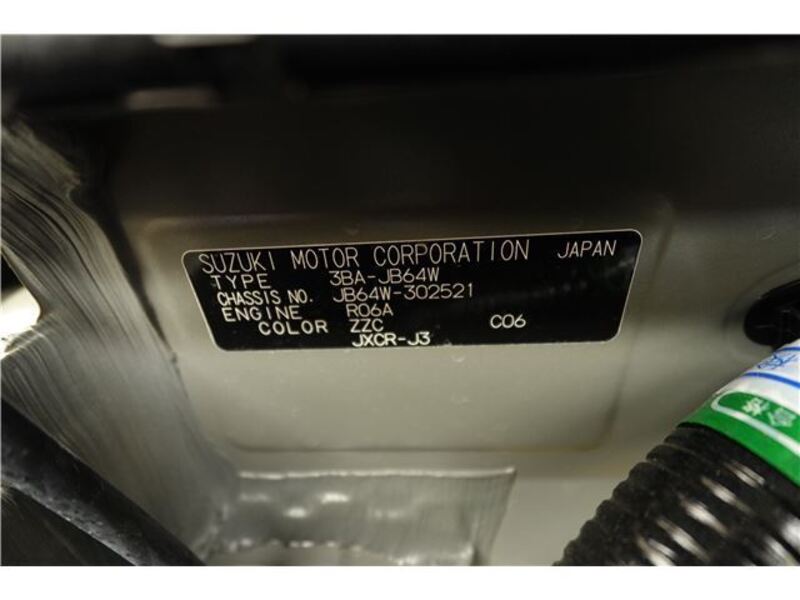 SUZUKI MOTOR CORPORATION JAPAN
TYPE 3BA-JB64W
CHASSIS NO. JB64W-302521
ENGINE R06A
COLOR ZZC C06
JXCR-J3